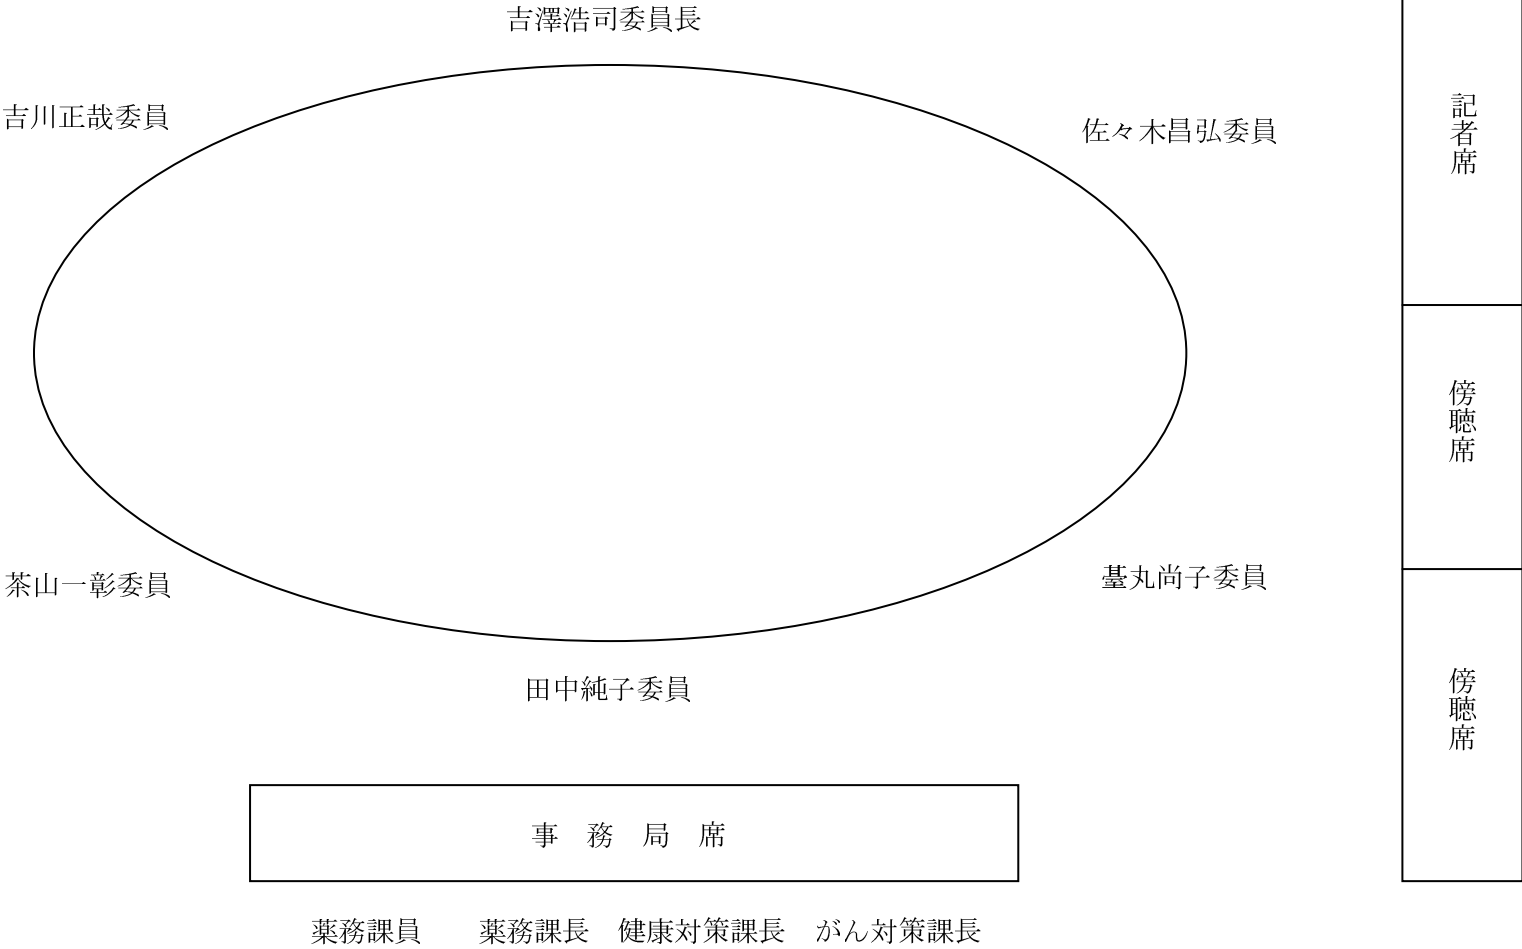 吉澤浩司委員長
吉川正哉委員
佐々木昌弘委員
記者席
傍聴席
茶山一彰委員
臺丸尚子委員
田中純子委員
傍聴席
事　務　局　席
薬務課員　　薬務課長　健康対策課長　がん対策課長